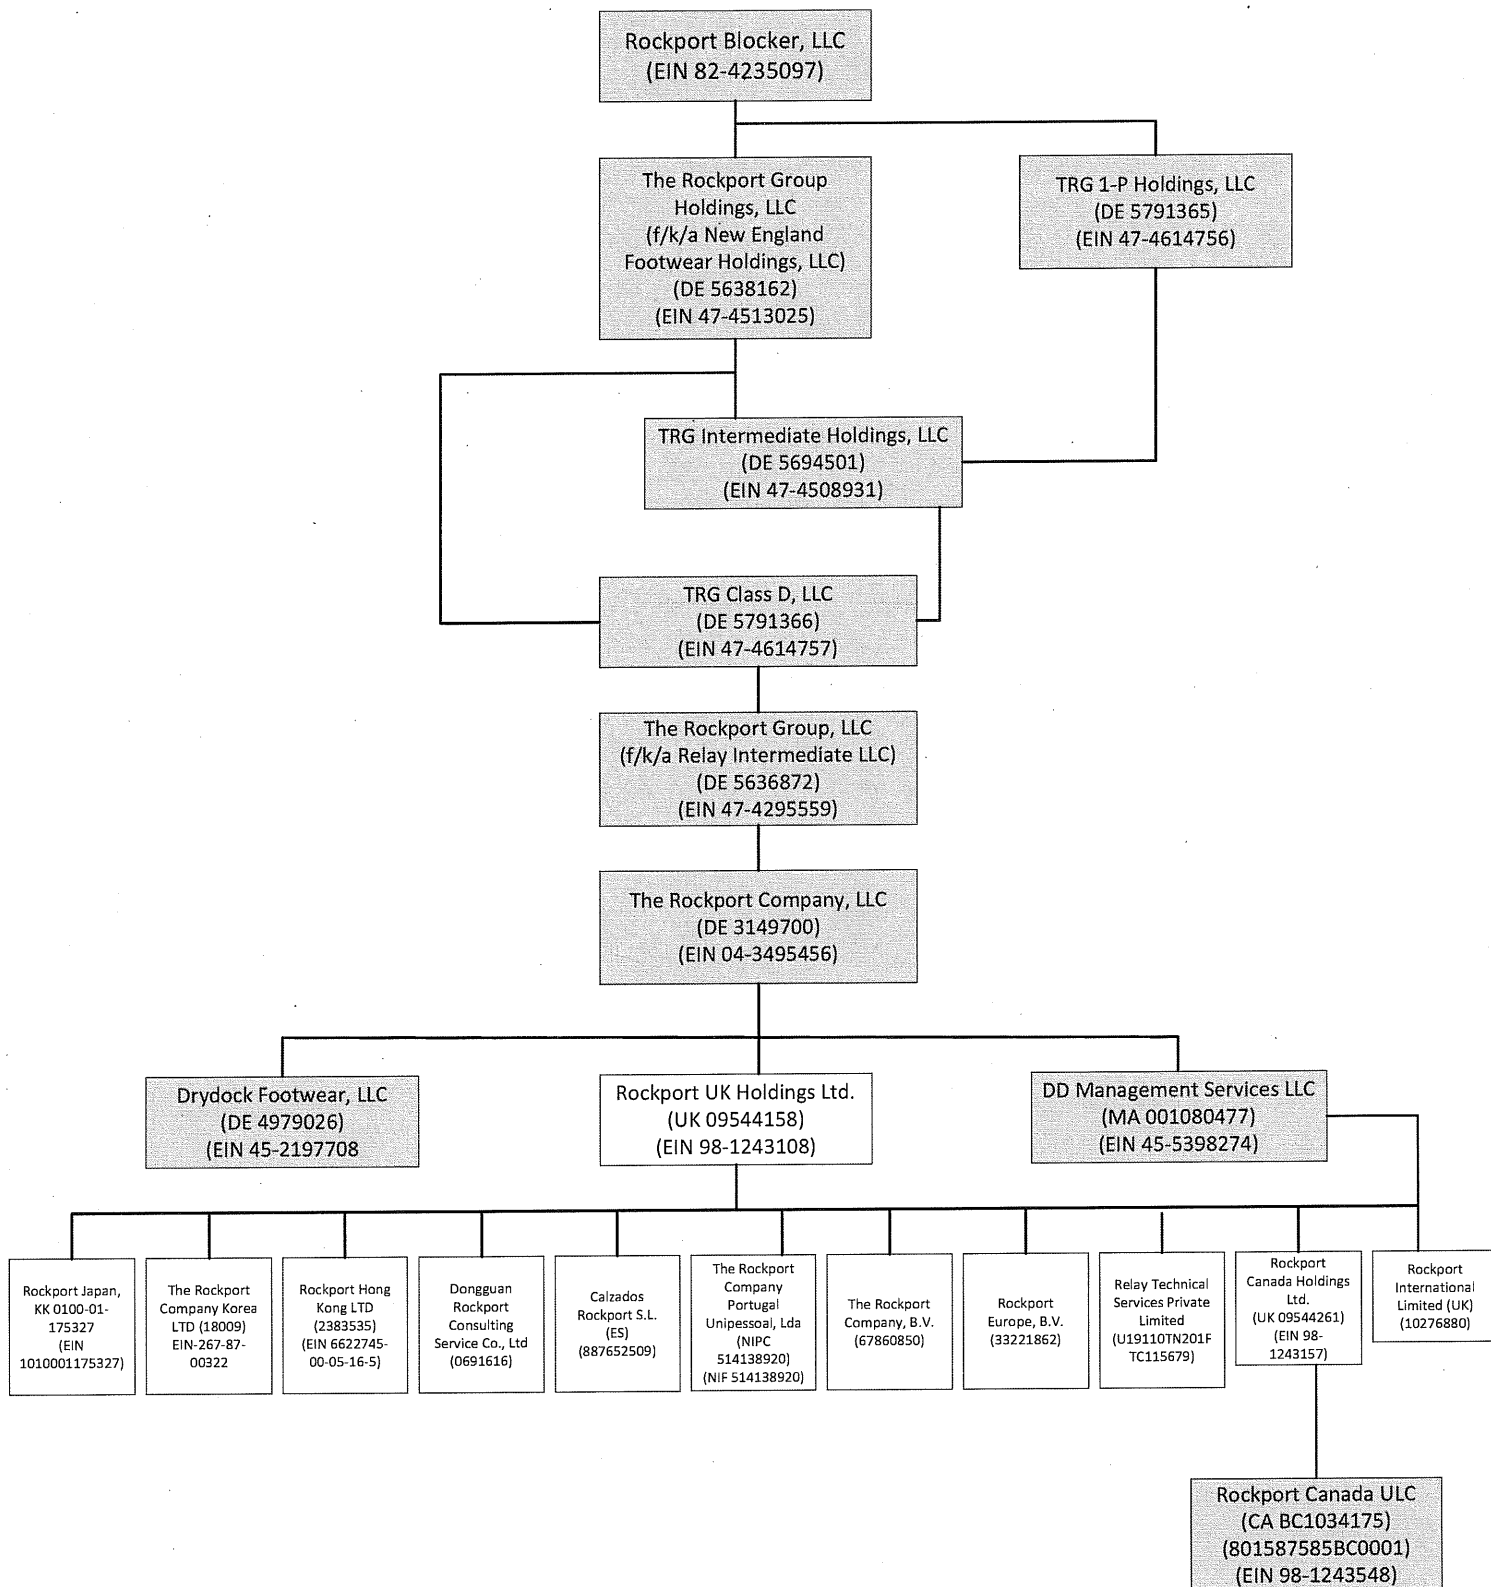 Rockport Blocker, LLC
(EIN 82-4235097)
The Rockport Group
Holdings, LLC
(f/k/a New England
Footwear Holdings, LLC)
(DE 5638162)
(EIN 47-4513025)
TRG 1-P Holdings, LLC
(DE 5791365)
(EIN 47-4614756)
TRG Intermediate Holdings, LLC
(DE 5694501)
(EIN 47-4508931)
TRG Class D, LLC
(DE 5791366)
(EIN 47-4614757)
The Rockport Group, LLC
(f/k/a Relay Intermediate LLC)
(DE 5636872)
(EIN 47-4295559)
The Rockport Company, LLC
(DE 3149700)
(EIN 04-3495456)
Drydock Footwear, LLC
(DE 4979026)
(EIN 45-2197708
Rockport UK Holdings Ltd.
(UK 09544158)
(EIN 98-1243108)
DD Management Services LLC
(MA 001080477)
(EIN 45-5398274)
Rockport Japan,
KK 0100-01-
175327
(EIN
1010001175327)
The Rockport
Company Korea
LTD (18009)
EIN-267-87-
00322
Rockport Hong
Kong LTD
(2383535)
(EIN 6622745-
00-05-16-5)
Dongguan
Rockport
Consulting
Service Co., Ltd
(0691616)
Calzados
Rockport S.L.
(ES)
(887652509)
The Rockport
Company
Portugal
Unipessoal, Lda
(NIPC
514138920)
(NIF 514138920)
The Rockport
Company, B.V.
(67860850)
Rockport
Europe, B.V.
(33221862)
Relay Technical
Services Private
Limited
(U19110TN201F
TC115679)
Rockport
Canada Holdings
Ltd.
(UK 09544261)
(EIN 98-
1243157)
Rockport
International
Limited (UK)
(10276880)
Rockport Canada ULC
(CA BC1034175)
(801587585BC0001)
(EIN 98-1243548)